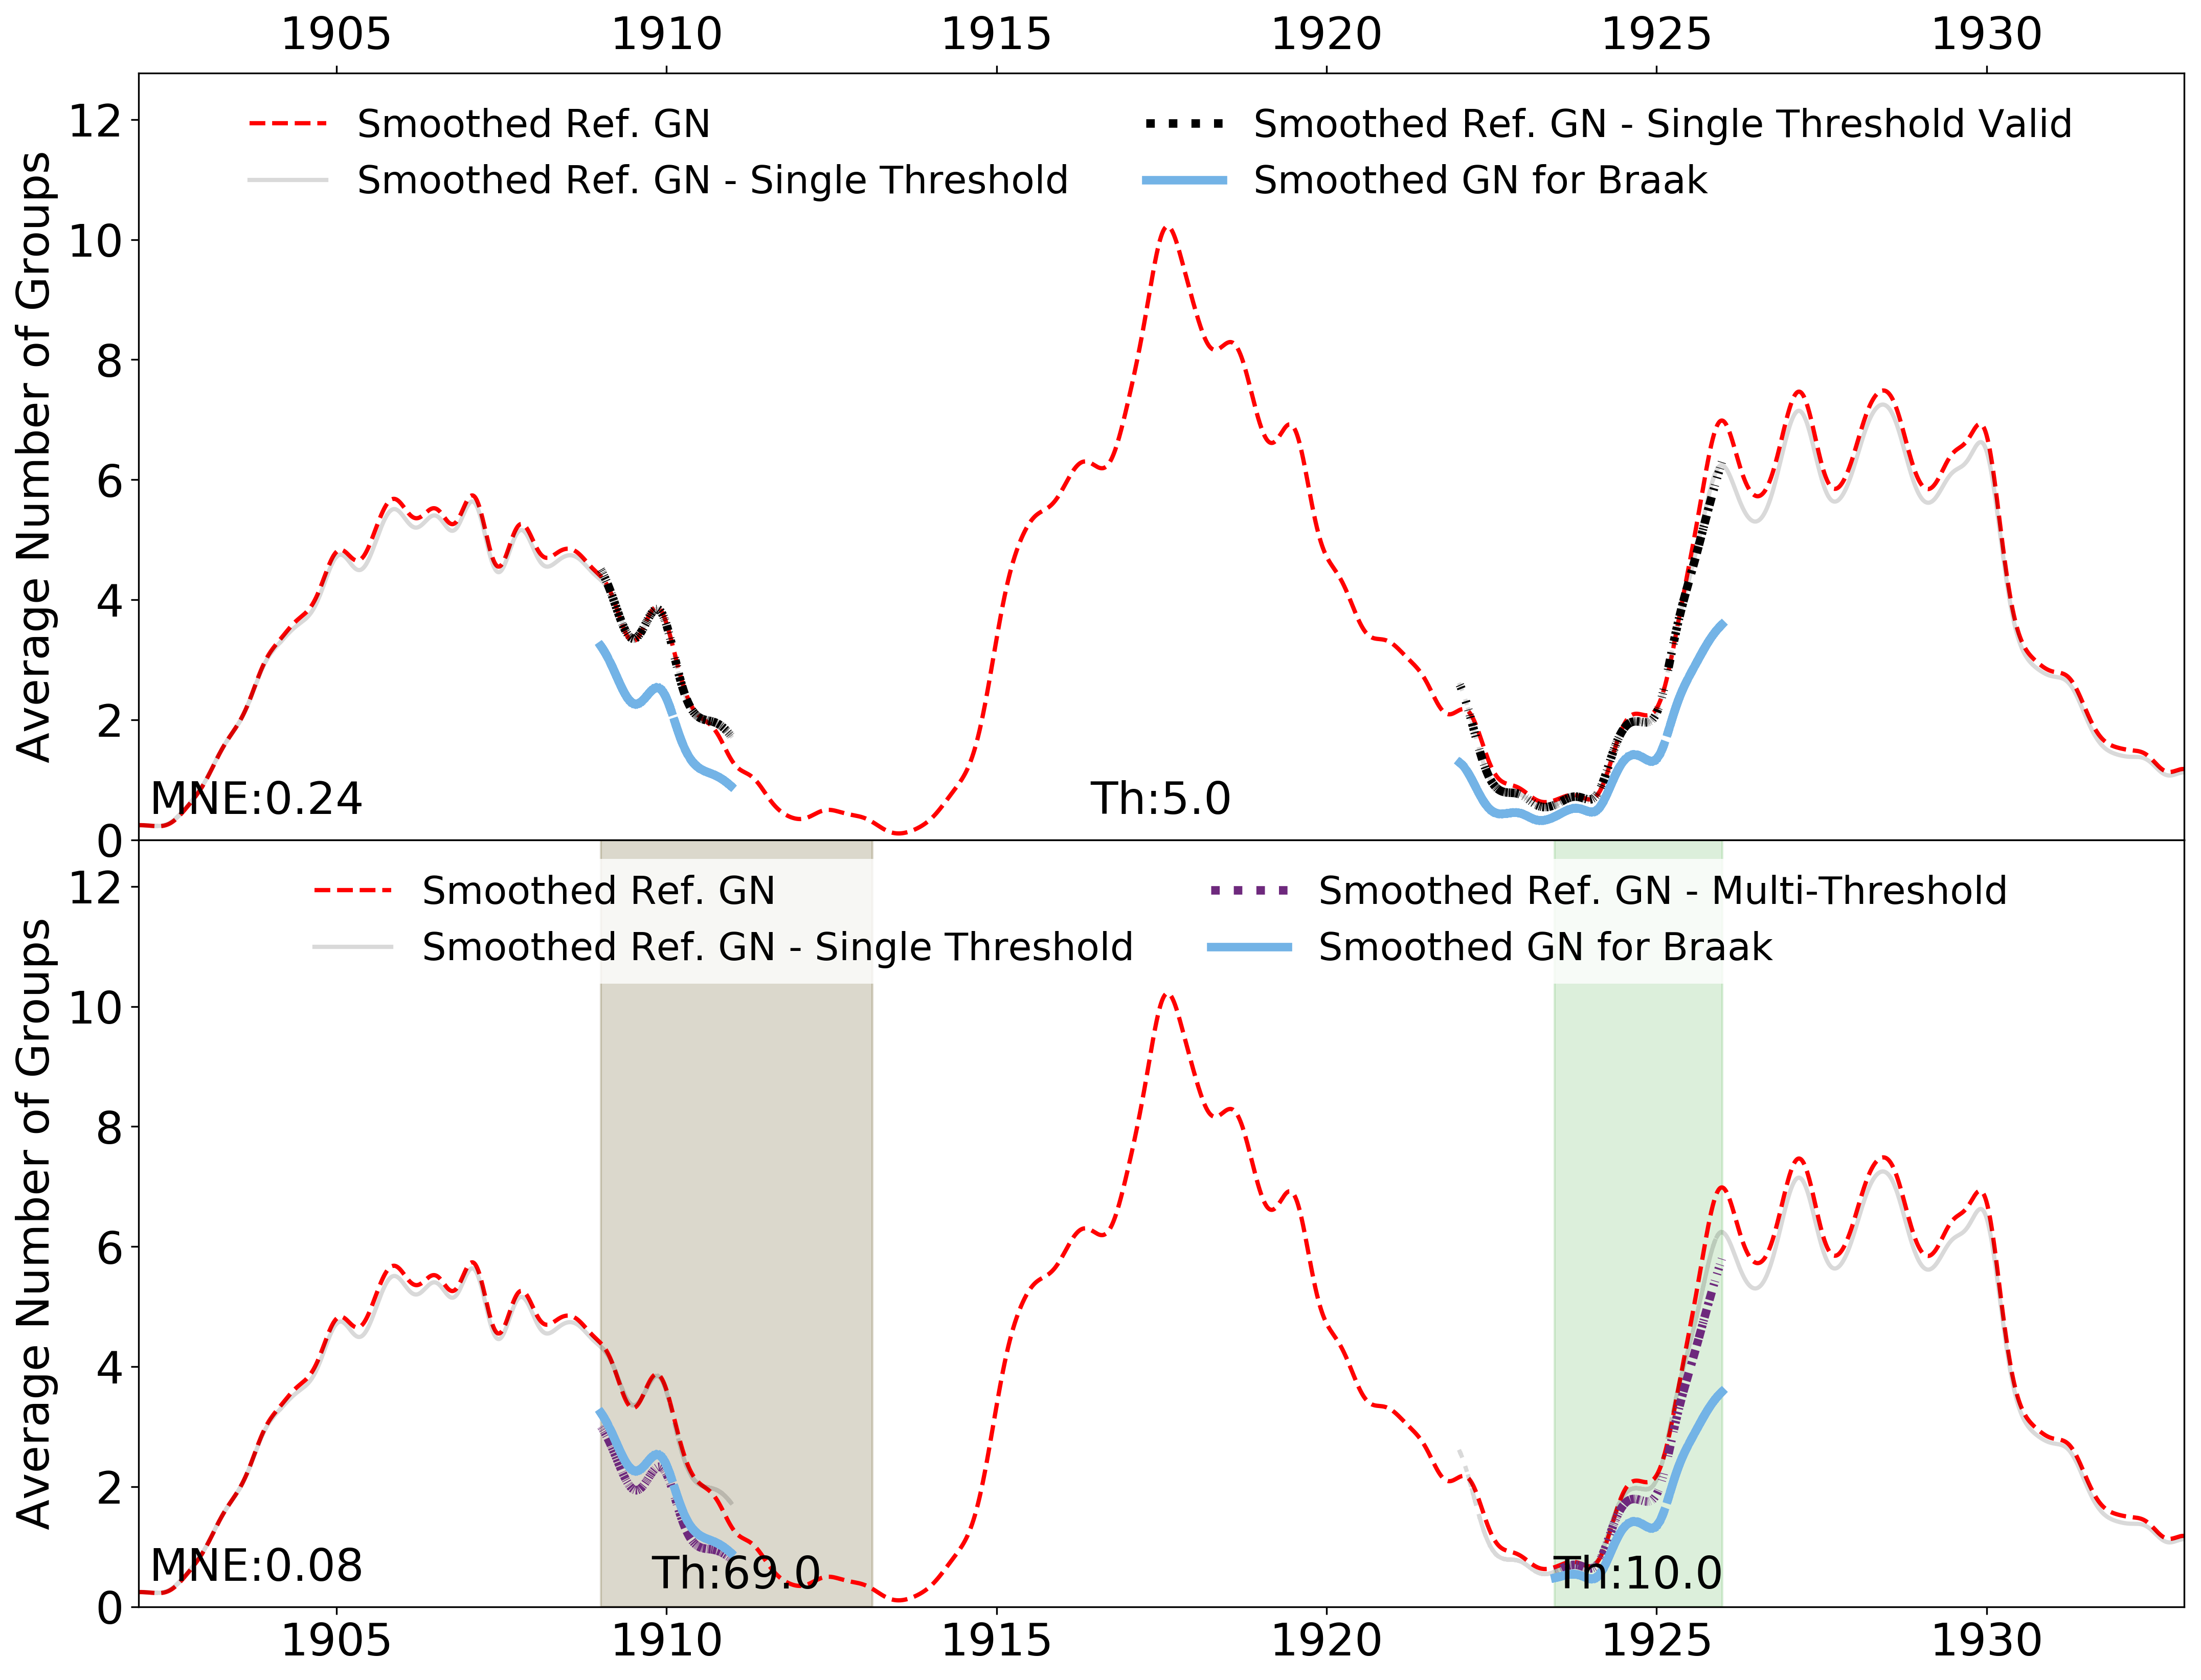 1905 1910 1915 1920 1925 1930
12
10
8
6
4
2
0
Average Number of Groups
Smoothed Ref. GN
Smoothed Ref. GN - Single Threshold
Smoothed Ref. GN - Single Threshold Valid
Smoothed GN for Braak
MNE:0.24
Th:5.0
12
10
8
6
4
2
0
Average Number of Groups
Smoothed Ref. GN
Smoothed Ref. GN - Single Threshold
Smoothed Ref. GN - Multi-Threshold
Smoothed GN for Braak
MNE:0.08
Th:69.0
Th:10.0
1905 1910 1915 1920 1925 1930